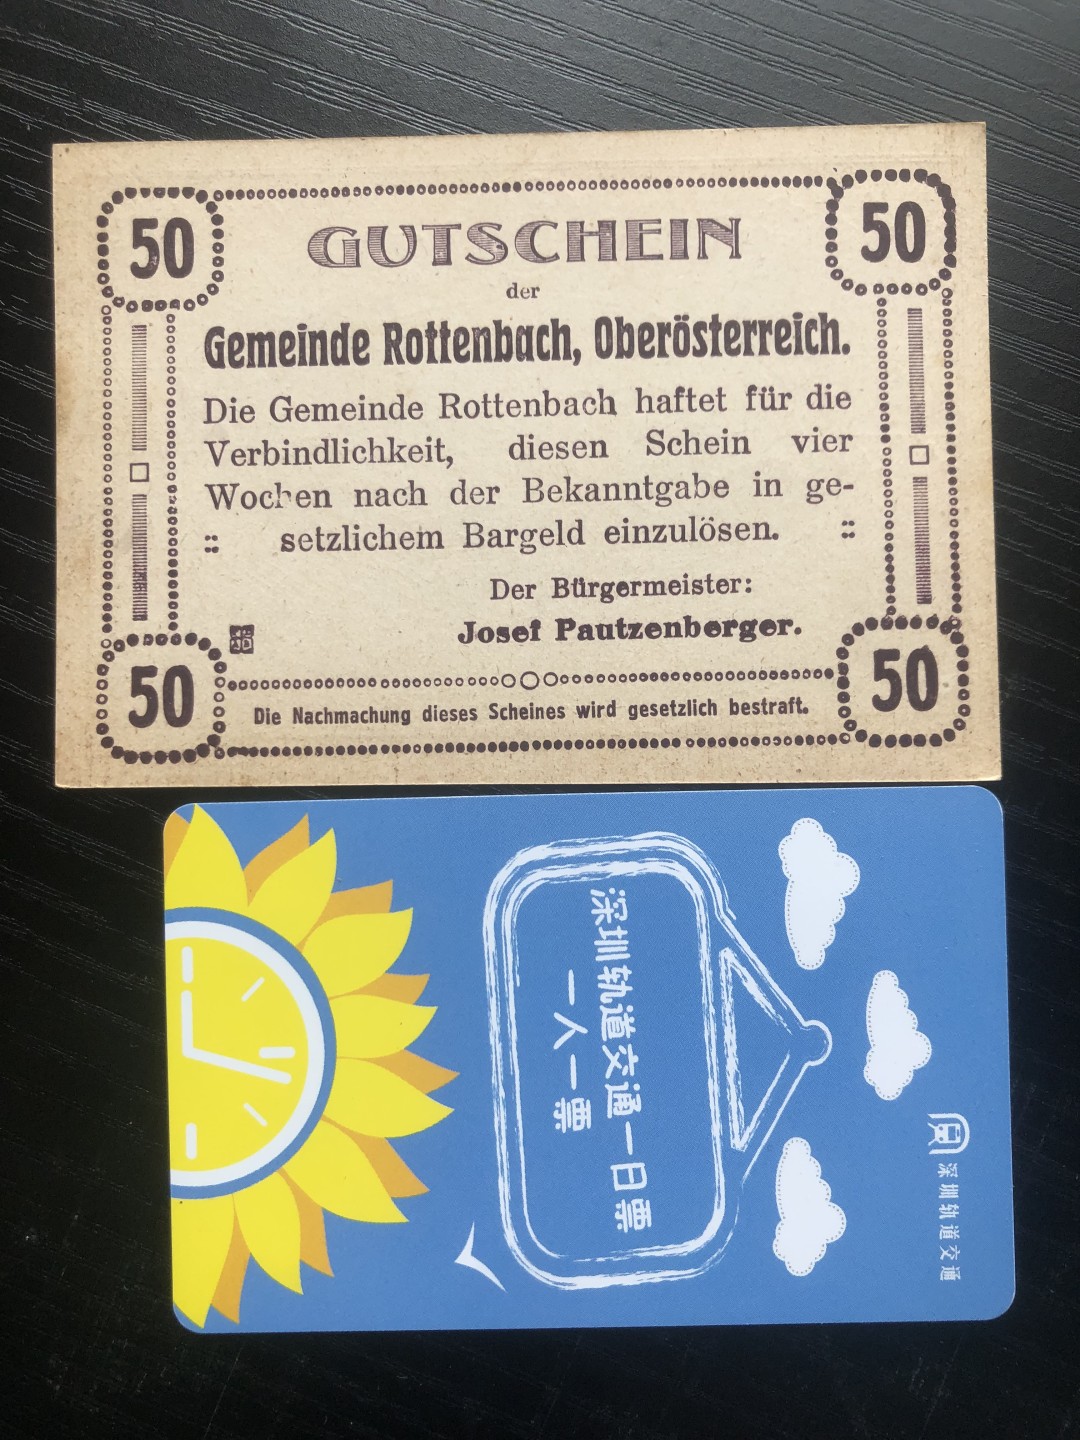 50
50
GUTSCHEIN
der
Gemeinde Rottenbach, Oberösterreich.
Die Gemeinde Rottenbach haftet für die
Verbindlichkeit, diesen Schein vier
Wochen nach der Bekanntgabe in ge-
:: setzlichem Bargeld einzulösen. ::
Der Bürgermeister:
Josef Pautzenberger.
50
50
Die Nachmachung dieses Scheines wird gesetzlich bestraft.
深圳轨道交通
深圳轨道交通一日票
一人一票